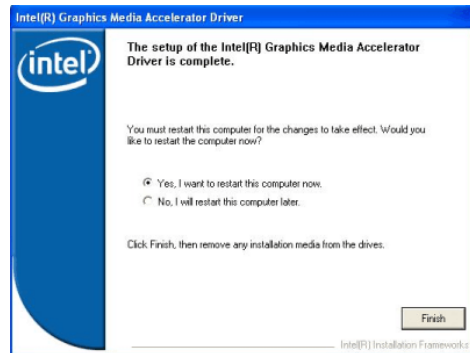 Intel(R) Graphics Media Accelerator Driver
intel
The setup of the Intel(R) Graphics Media Accelerator
Driver is complete.
You must restart this computer for the changes to take effect. Would you
like to restart the computer now?
Yes, I want to restart this computer now.
No, I will restart this computer later.
Click Finish, then remove any installation media from the drives.
Finish
Intel(R) Installation Frameworks